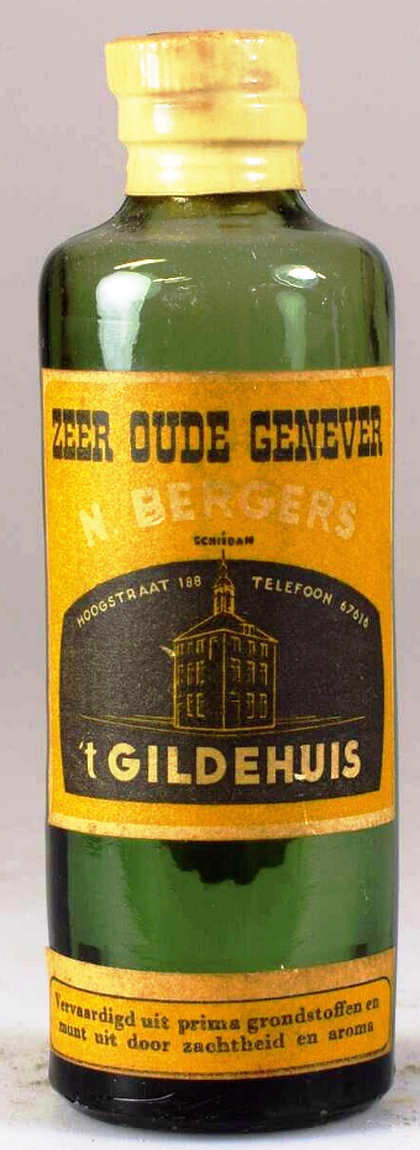 ZEER OUDE GENEVER
N. BERGERS
SCHIEDAM
HOOGSTRAAT 188 TELEFOON 67616
't GILDEHUIS
Vervaardigd uit prima grondstoffen en
munt uit door zachtheid en aroma